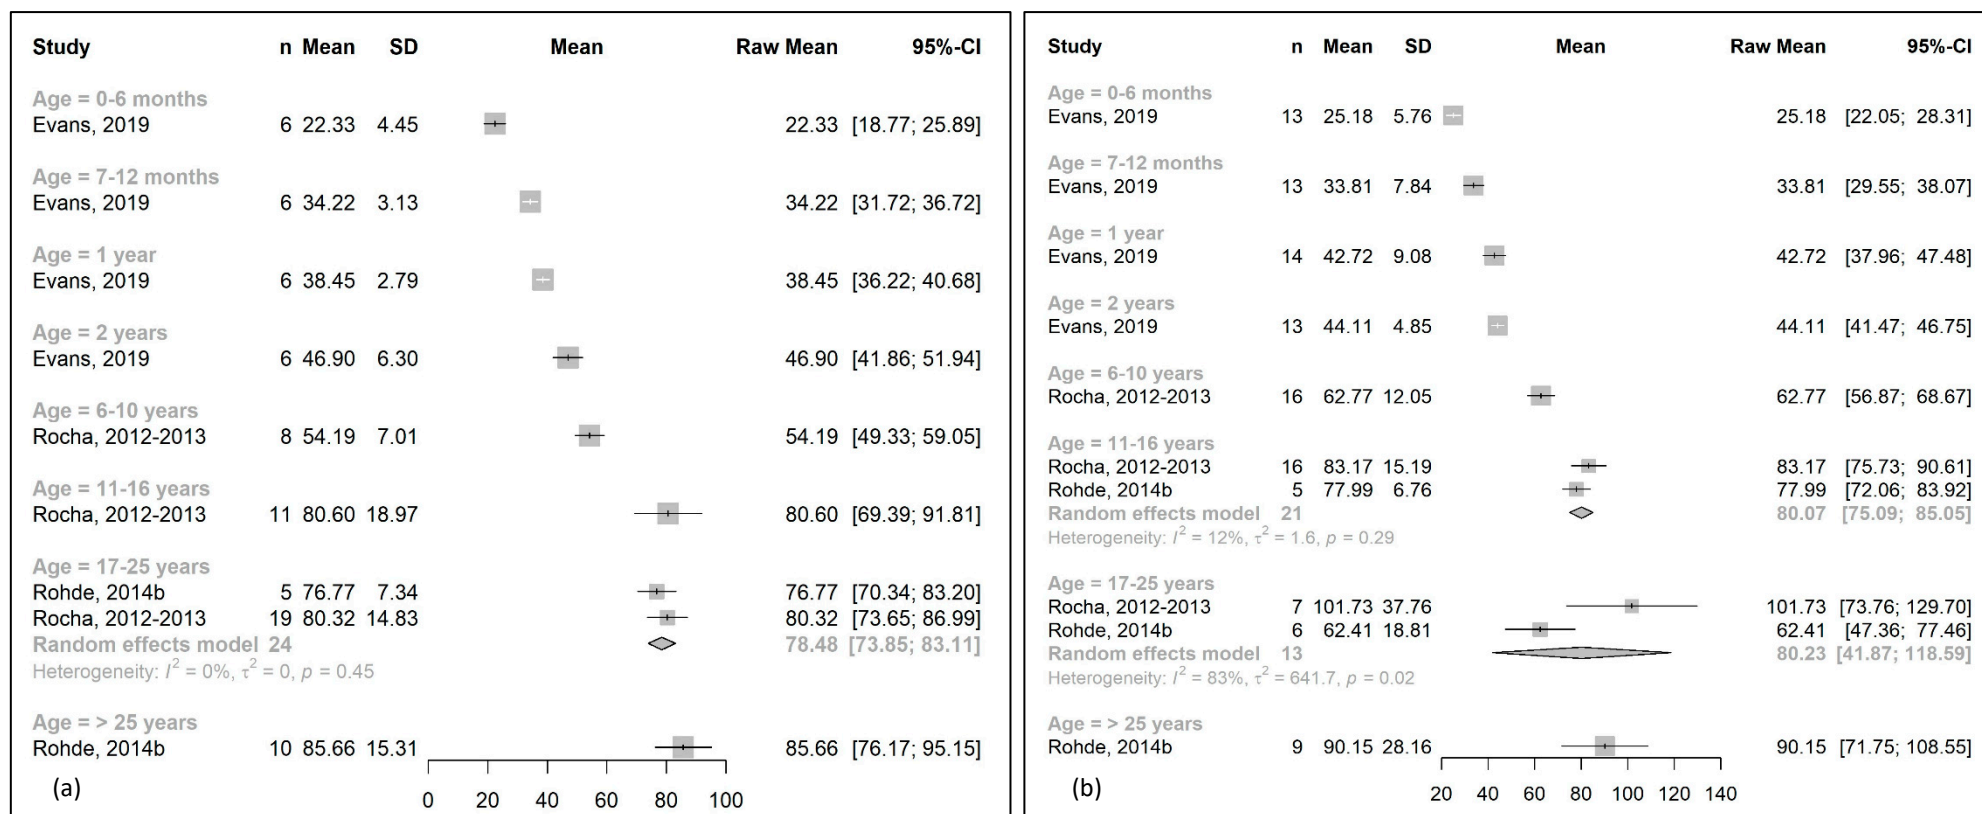 Study n Mean SD Mean Raw Mean 95%-CI
Age = 0-6 months
Evans, 2019 6 22.33 4.45 22.33 [18.77; 25.89]
Age = 7-12 months
Evans, 2019 6 34.22 3.13 34.22 [31.72; 36.72]
Age = 1 year
Evans, 2019 6 38.45 2.79 38.45 [36.22; 40.68]
Age = 2 years
Evans, 2019 6 46.90 6.30 46.90 [41.86; 51.94]
Age = 6-10 years
Rocha, 2012-2013 8 54.19 7.01 54.19 [49.33; 59.05]
Age = 11-16 years
Rocha, 2012-2013 11 80.60 18.97 80.60 [69.39; 91.81]
Age = 17-25 years
Rohde, 2014b 5 76.77 7.34 76.77 [70.34; 83.20]
Rocha, 2012-2013 19 80.32 14.83 80.32 [73.65; 86.99]
Random effects model 24 78.48 [73.85; 83.11]
Heterogeneity: I² = 0%, τ² = 0, p = 0.45
Age = > 25 years
Rohde, 2014b 10 85.66 15.31 85.66 [76.17; 95.15]
(a)
0 20 40 60 80 100
Study n Mean SD Mean Raw Mean 95%-CI
Age = 0-6 months
Evans, 2019 13 25.18 5.76 25.18 [22.05; 28.31]
Age = 7-12 months
Evans, 2019 13 33.81 7.84 33.81 [29.55; 38.07]
Age = 1 year
Evans, 2019 14 42.72 9.08 42.72 [37.96; 47.48]
Age = 2 years
Evans, 2019 13 44.11 4.85 44.11 [41.47; 46.75]
Age = 6-10 years
Rocha, 2012-2013 16 62.77 12.05 62.77 [56.87; 68.67]
Age = 11-16 years
Rocha, 2012-2013 16 83.17 15.19 83.17 [75.73; 90.61]
Rohde, 2014b 5 77.99 6.76 77.99 [72.06; 83.92]
Random effects model 21 80.07 [75.09; 85.05]
Heterogeneity: I² = 12%, τ² = 1.6, p = 0.29
Age = 17-25 years
Rocha, 2012-2013 7 101.73 37.76 101.73 [73.76; 129.70]
Rohde, 2014b 6 62.41 18.81 62.41 [47.36; 77.46]
Random effects model 13 80.23 [41.87; 118.59]
Heterogeneity: I² = 83%, τ² = 641.7, p = 0.02
Age = > 25 years
Rohde, 2014b 9 90.15 28.16 90.15 [71.75; 108.55]
(b)
20 40 60 80 100 120 140